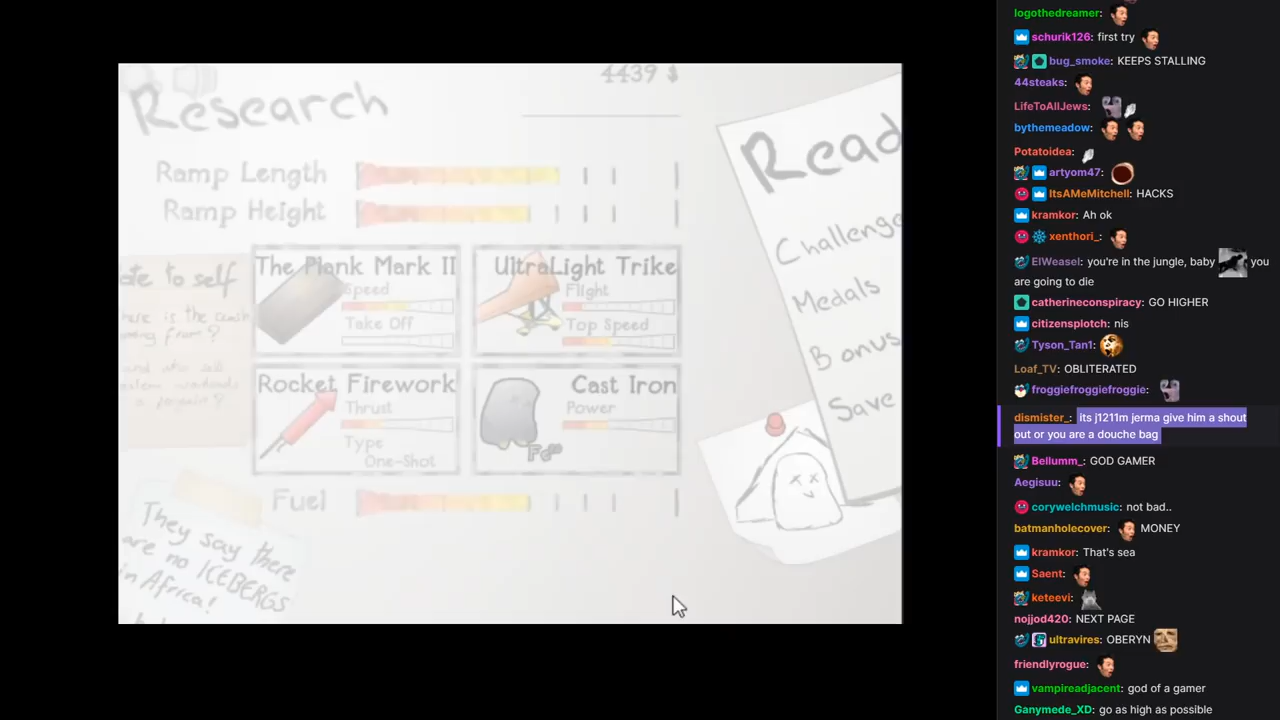 4439
Research
Ramp Length
Ramp Height
The Plank Mark II
Speed
Take Off
UltraLight Trike
Flight
Top Speed
Rocket Firework
Thrust
Type
One-Shot
Cast Iron
Power
Fe
Fuel
to self
is the
from?
They say there
are no ICEBERGS
in Africa!
Read
Challenge
Medals
Bonus
Save
logothedreamer:
schurik126: first try
bug_smoke: KEEPS STALLING
44steaks:
LifeToAllJews:
bythemeadow:
Potatoidea:
artyom47:
ItsAMeMitchell: HACKS
kramkor: Ah ok
xenthori_:
ElWeasel: you're in the jungle, baby you
are going to die
catherineconspiracy: GO HIGHER
citizensplotch: nis
Tyson_Tan1:
Loaf_TV: OBLITERATED
froggiefroggiefroggie:
dismister_: its j1211m jerma give him a shout
out or you are a douche bag
Bellumm_: GOD GAMER
Aegisuu:
corywelchmusic: not bad..
batmanholecover: MONEY
kramkor: That's sea
Saent:
keteevi:
nojjod420: NEXT PAGE
ultravires: OBERYN
friendlyrogue:
vampireadjacent: god of a gamer
Ganymede_XD: go as high as possible